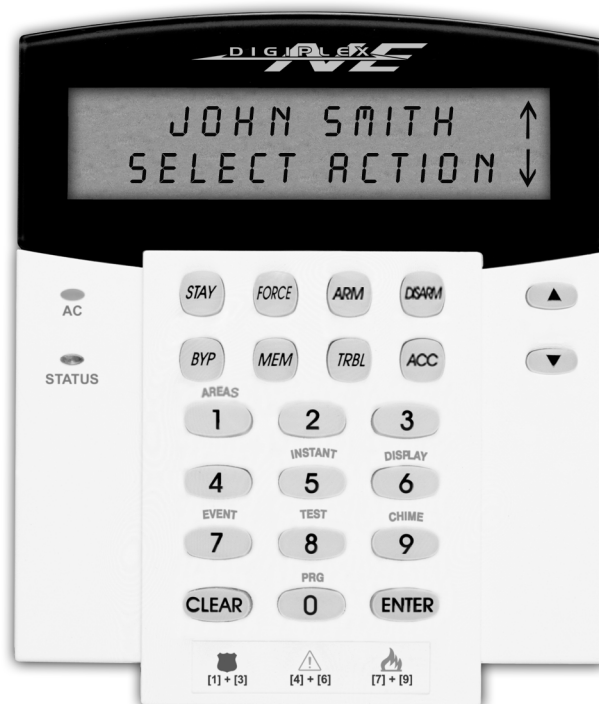 DIGIPLEX
NE
JOHN SMITH ↑
SELECT ACTION ↓
AC
STATUS
STAY FORCE ARM DISARM ▲
BYP MEM TRBL ACC ▼
AREAS
1 2 3
INSTANT DISPLAY
4 5 6
EVENT TEST CHIME
7 8 9
PRG
CLEAR 0 ENTER
[1] + [3] [4] + [6] [7] + [9]